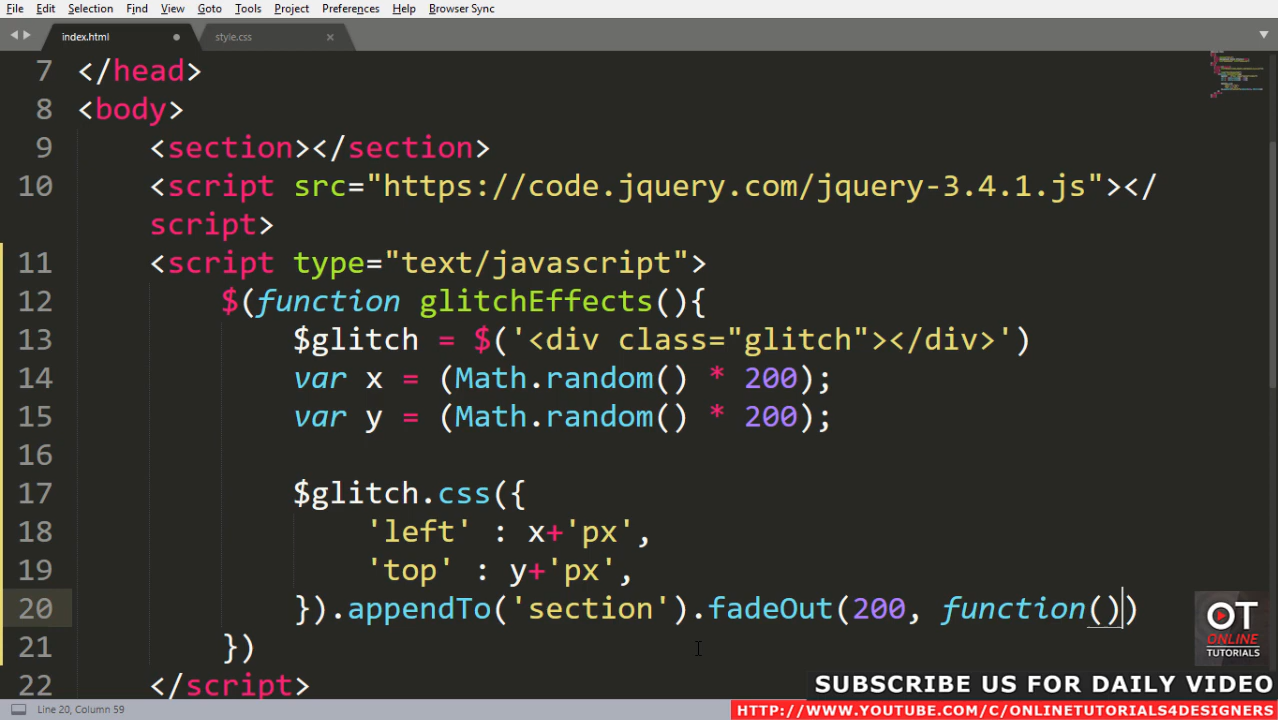 File Edit Selection Find View Goto Tools Project Preferences Help Browser Sync
index.html style.css
7 </head>
8 <body>
9 <section></section>
10 <script src="https://code.jquery.com/jquery-3.4.1.js"></
script>
11 <script type="text/javascript">
12 $(function glitchEffects(){
13 $glitch = $('<div class="glitch"></div>')
14 var x = (Math.random() * 200);
15 var y = (Math.random() * 200);
16
17 $glitch.css({
18 'left' : x+'px',
19 'top' : y+'px',
20 }).appendTo('section').fadeOut(200, function())
21 })
22 </script>
OT
ONLINE
TUTORIALS
SUBSCRIBE US FOR DAILY VIDEO
HTTP://WWW.YOUTUBE.COM/C/ONLINETUTORIALS4DESIGNERS
Line 20, Column 59